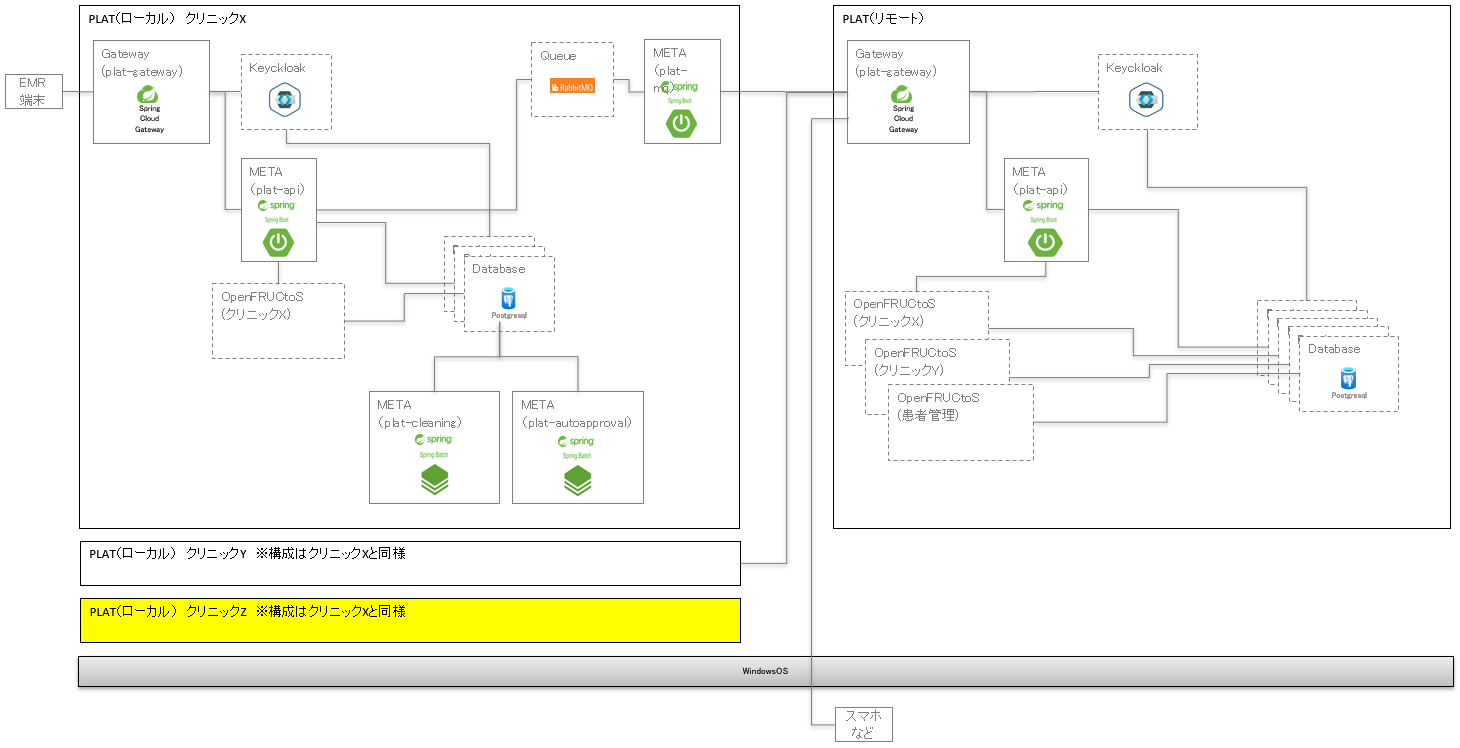 PLAT(ローカル) クリニックX
Gateway
(plat-gateway)
Spring
Cloud
Gateway
Keyckloak
Queue
RabbitMQ
META
(plat-
mq)
spring
Spring Boot
EMR
端末
META
(plat-api)
spring
Spring Boot
OpenFRUCtoS
(クリニックX)
Database
Postgresql
META
(plat-cleaning)
spring
Spring Batch
META
(plat-autoapproval)
spring
Spring Batch
PLAT(リモート)
Gateway
(plat-gateway)
Spring
Cloud
Gateway
Keyckloak
META
(plat-api)
spring
Spring Boot
OpenFRUCtoS
(クリニックX)
OpenFRUCtoS
(クリニックY)
OpenFRUCtoS
(患者管理)
Database
Postgresql
PLAT(ローカル) クリニックY ※構成はクリニックXと同様
PLAT(ローカル) クリニックZ ※構成はクリニックXと同様
WindowsOS
スマホ
など